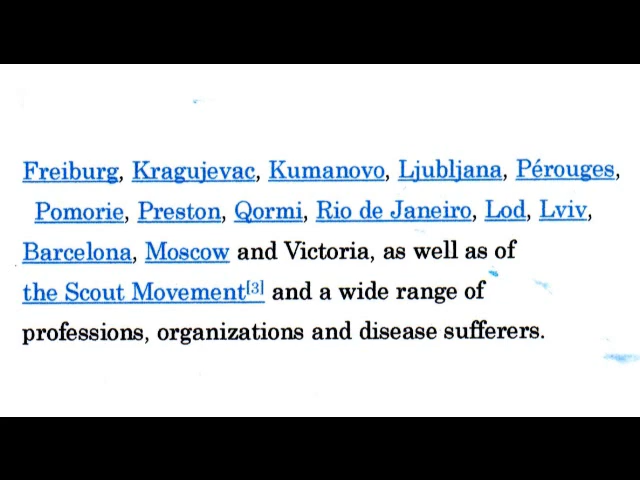 Freiburg, Kragujevac, Kumanovo, Ljubljana, Pérouges,
Pomorie, Preston, Qormi, Rio de Janeiro, Lod, Lviv,
Barcelona, Moscow and Victoria, as well as of
the Scout Movement[3] and a wide range of
professions, organizations and disease sufferers.